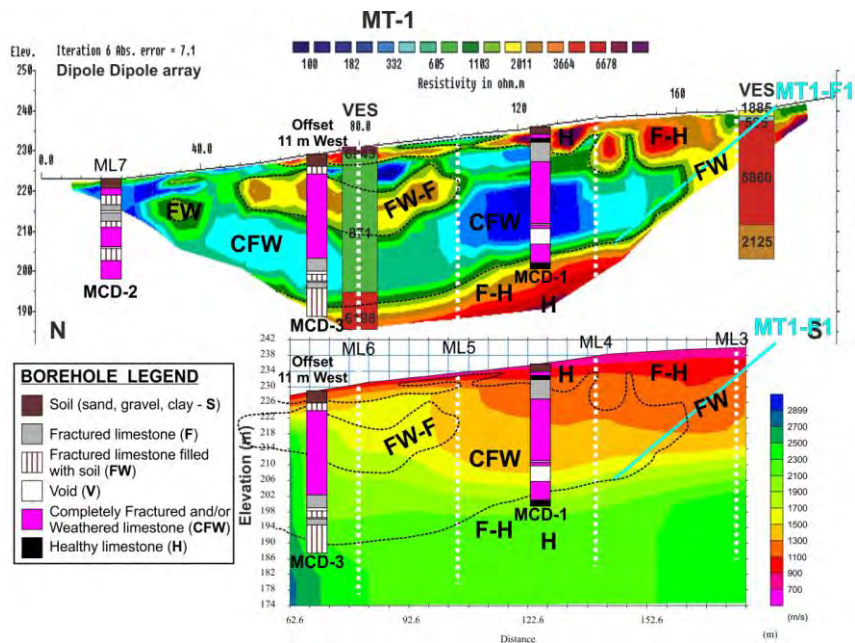 MT-1
Elev. Iteration 6 Abs. error = 7.1
Dipole Dipole array
100 182 332 605 1103 2011 3664 6678
Resistivity in ohm.m
250
240
230
220
210
200
190
0.0 40.0 80.0 120 160
ML7
Offset
11 m West
VES
VES
MT1-F1
1885
5860
2125
871
FW
CFW
FW-F
CFW
H
F-H
FW
F-H
H
MCD-2
MCD-3
MCD-1
N
S
MT1-F1
ML6 ML5 ML4 ML3
BOREHOLE LEGEND
Soil (sand, gravel, clay - S)
Fractured limestone (F)
Fractured limestone filled
with soil (FW)
Void (V)
Completely Fractured and/or
Weathered limestone (CFW)
Healthy limestone (H)
Elevation (m)
242
238
234
230
226
222
218
214
210
206
202
198
194
190
186
182
178
174
Offset
11 m West
FW-F
CFW
H
F-H
FW
F-H
H
MCD-3
MCD-1
62.6 92.6 122.6 152.6 (m)
Distance
2899
2700
2500
2300
2100
1900
1700
1500
1300
1100
900
700
(m/s)